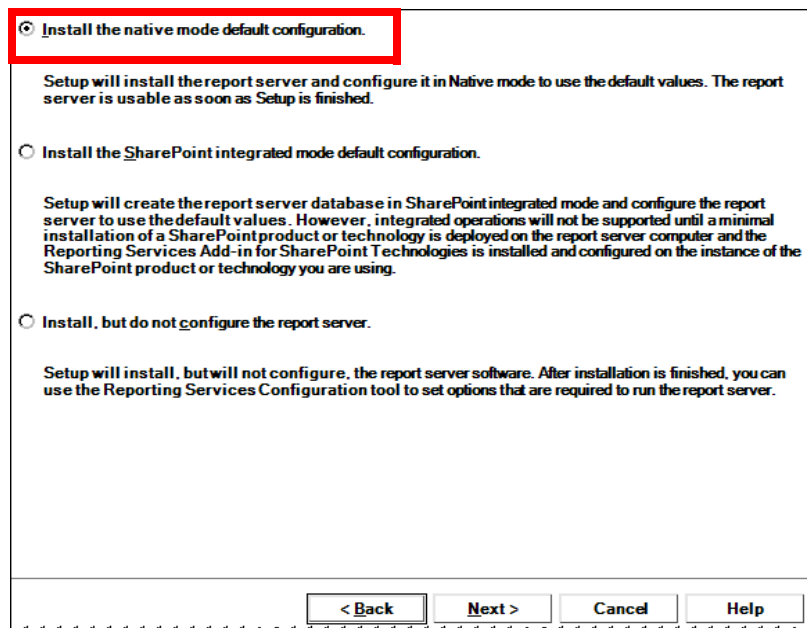 Install the native mode default configuration.
Setup will install the report server and configure it in Native mode to use the default values. The report
server is usable as soon as Setup is finished.
Install the SharePoint integrated mode default configuration.
Setup will create the report server database in SharePoint integrated mode and configure the report
server to use the default values. However, integrated operations will not be supported until a minimal
installation of a SharePoint product or technology is deployed on the report server computer and the
Reporting Services Add-in for SharePoint Technologies is installed and configured on the instance of the
SharePoint product or technology you are using.
Install, but do not configure the report server.
Setup will install, but will not configure, the report server software. After installation is finished, you can
use the Reporting Services Configuration tool to set options that are required to run the report server.
< Back Next > Cancel Help